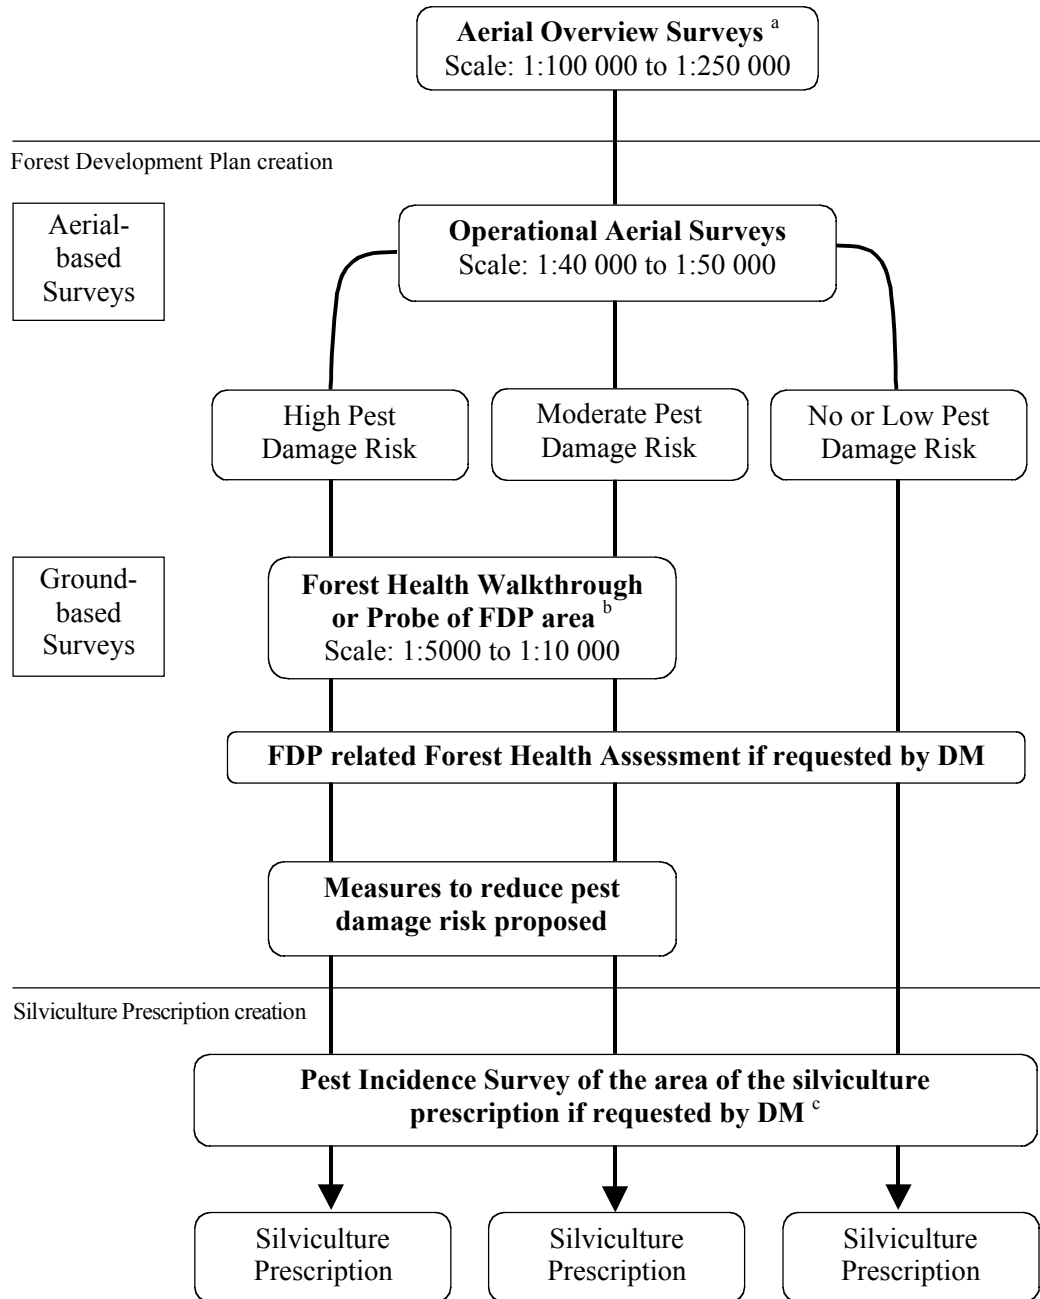 Aerial Overview Surveys a
Scale: 1:100 000 to 1:250 000
Forest Development Plan creation
Aerial-
based
Surveys
Operational Aerial Surveys
Scale: 1:40 000 to 1:50 000
High Pest
Damage Risk
Moderate Pest
Damage Risk
No or Low Pest
Damage Risk
Ground-
based
Surveys
Forest Health Walkthrough
or Probe of FDP area b
Scale: 1:5000 to 1:10 000
FDP related Forest Health Assessment if requested by DM
Measures to reduce pest
damage risk proposed
Silviculture Prescription creation
Pest Incidence Survey of the area of the silviculture
prescription if requested by DM c
Silviculture
Prescription
Silviculture
Prescription
Silviculture
Prescription